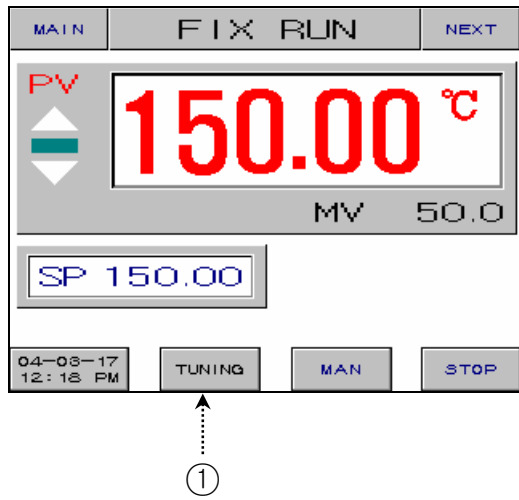 MAIN FIX RUN NEXT
PV
150.00 ℃
MV 50.0
SP 150.00
04-03-17
12:18 PM
TUNING MAN STOP
①